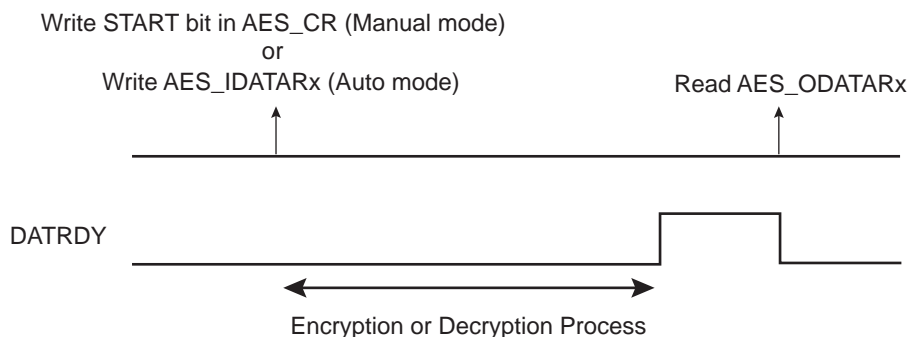 Write START bit in AES_CR (Manual mode)
or
Write AES_IDATARx (Auto mode)
Read AES_ODATARx
DATRDY
Encryption or Decryption Process